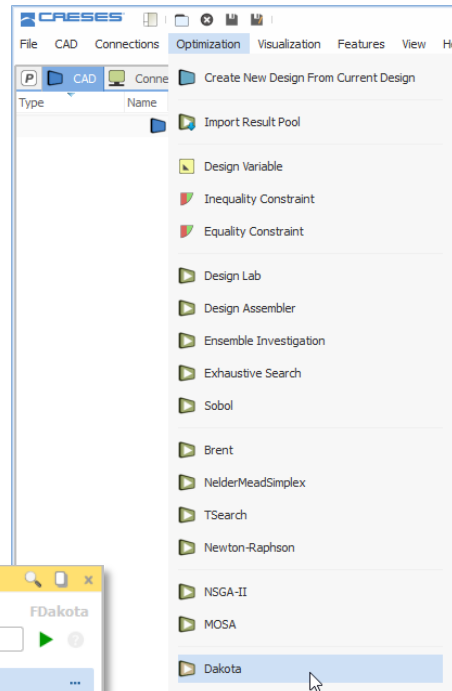 CAESES
File CAD Connections Optimization Visualization Features View
P CAD Conne
Type Name
Create New Design From Current Design
Import Result Pool
Design Variable
Inequality Constraint
Equality Constraint
Design Lab
Design Assembler
Ensemble Investigation
Exhaustive Search
Sobol
Brent
NelderMeadSimplex
TSearch
Newton-Raphson
NSGA-II
MOSA
Dakota
FDakota
...